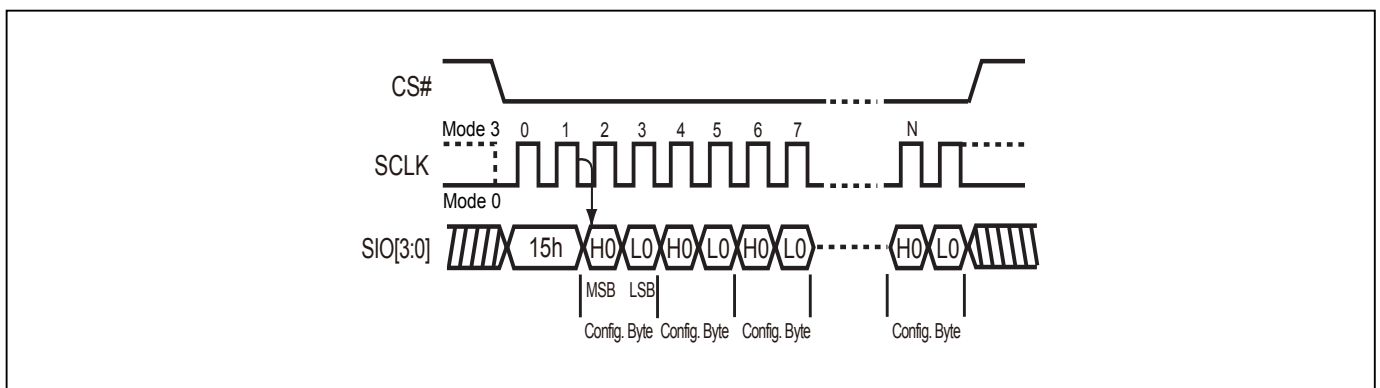 CS#
Mode 3 0 1 2 3 4 5 6 7 N
SCLK
Mode 0
SIO[3:0] 15h H0 L0 H0 L0 H0 L0 H0 L0
MSB LSB
Config. Byte Config. Byte Config. Byte Config. Byte